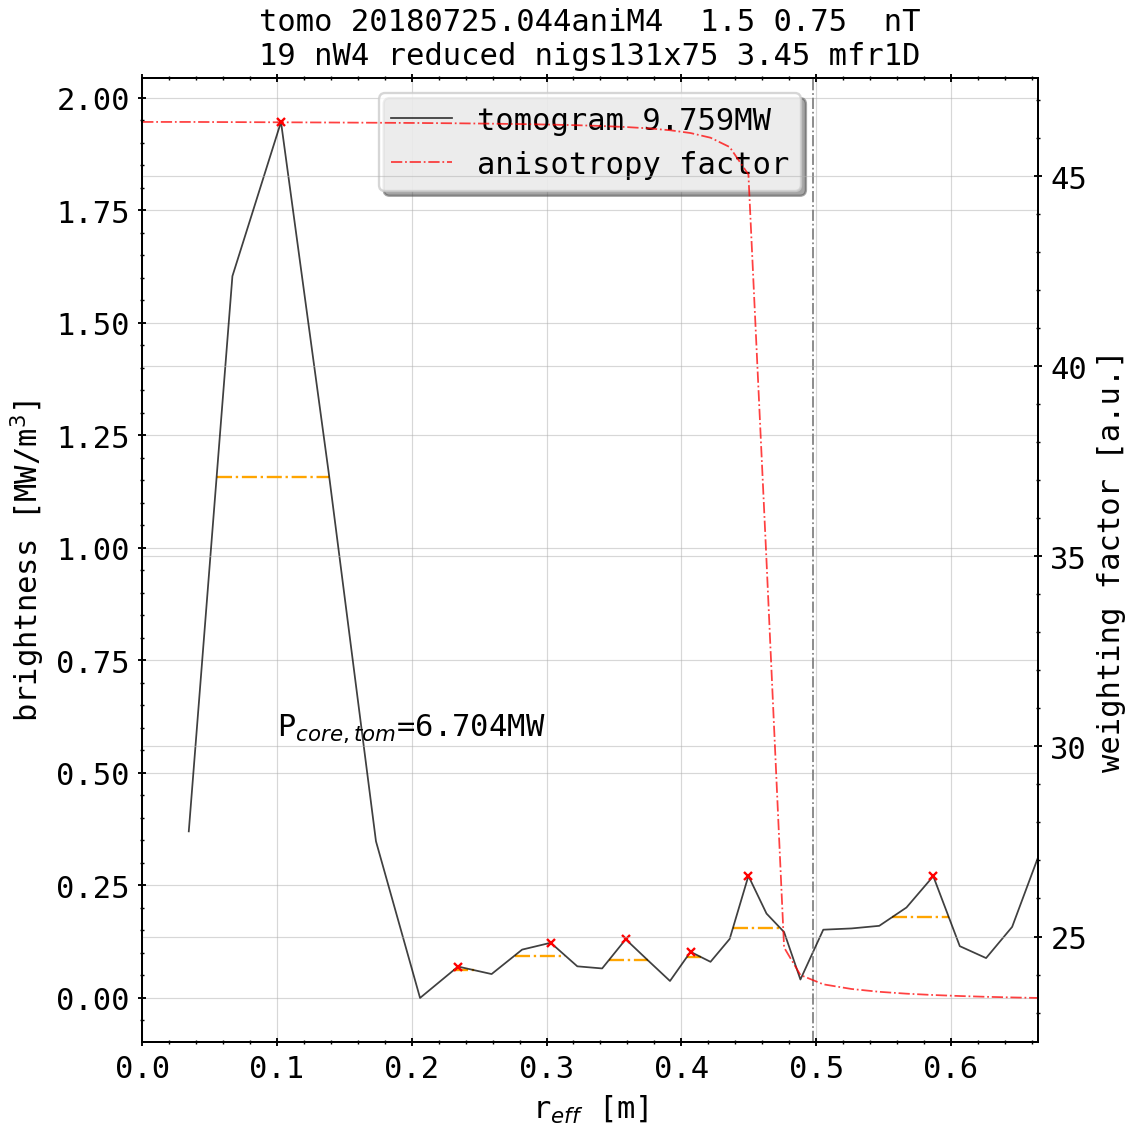 tomo 20180725.044aniM4  1.5 0.75  nT
19 nW4 reduced nigs131x75 3.45 mfr1D
tomogram 9.759MW
anisotropy factor
2.00
1.75
1.50
1.25
1.00
0.75
0.50
0.25
0.00
brightness [MW/m³]
P_core,tom=6.704MW
45
40
35
30
25
weighting factor [a.u.]
0.0 0.1 0.2 0.3 0.4 0.5 0.6
r_eff [m]